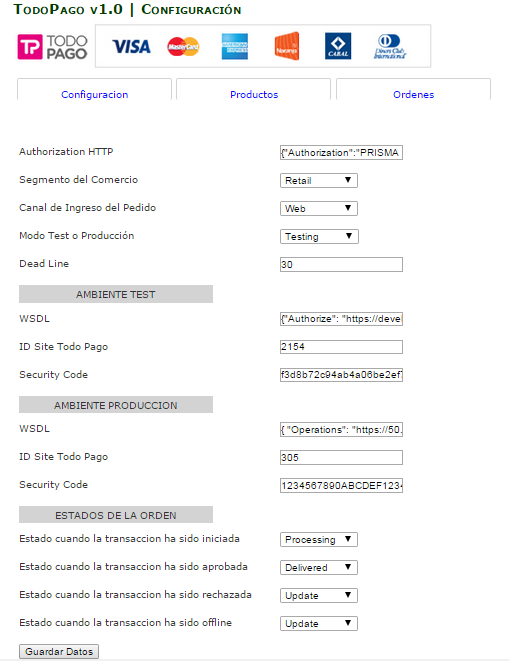 TodoPago v1.0 | Configuración
TP TODO PAGO VISA MasterCard AMERICAN EXPRESS Naranja CABAL Diners Club International
Configuracion Productos Ordenes
Authorization HTTP {"Authorization":"PRISMA
Segmento del Comercio Retail
Canal de Ingreso del Pedido Web
Modo Test o Producción Testing
Dead Line 30
AMBIENTE TEST
WSDL {"Authorize": "https://deve
ID Site Todo Pago 2154
Security Code f3d8b72c94ab4a06be2ef
AMBIENTE PRODUCCION
WSDL { "Operations": "https://50.
ID Site Todo Pago 305
Security Code 1234567890ABCDEF1234
ESTADOS DE LA ORDEN
Estado cuando la transaccion ha sido iniciada Processing
Estado cuando la transaccion ha sido aprobada Delivered
Estado cuando la transaccion ha sido rechazada Update
Estado cuando la transaccion ha sido offline Update
Guardar Datos